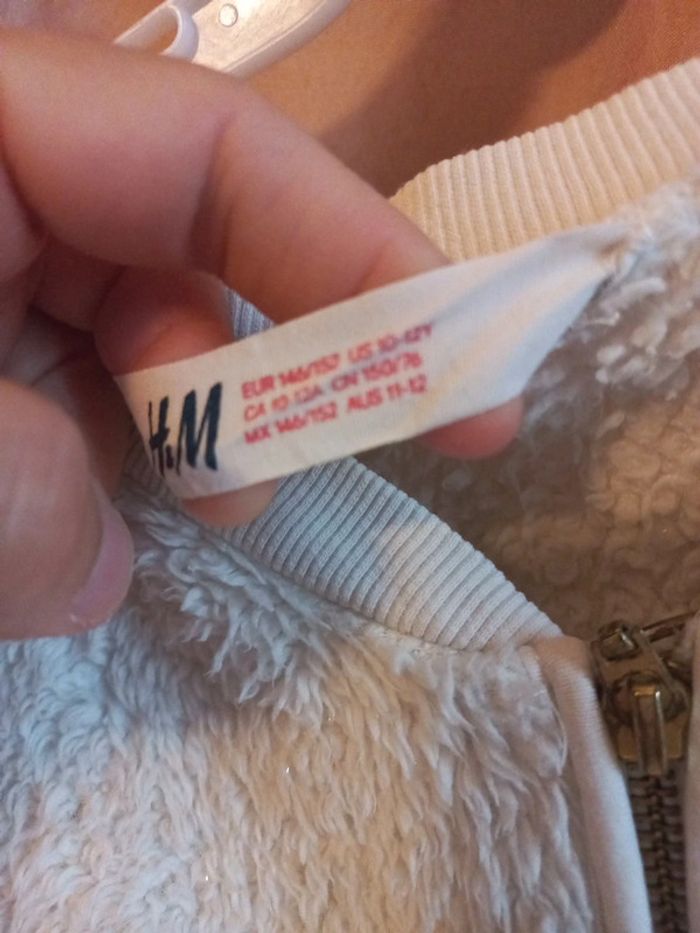 H&M
EUR 146/152 US 10-12Y
CA 10-12A CN 150/76
MX 146/152 AUS 11-12